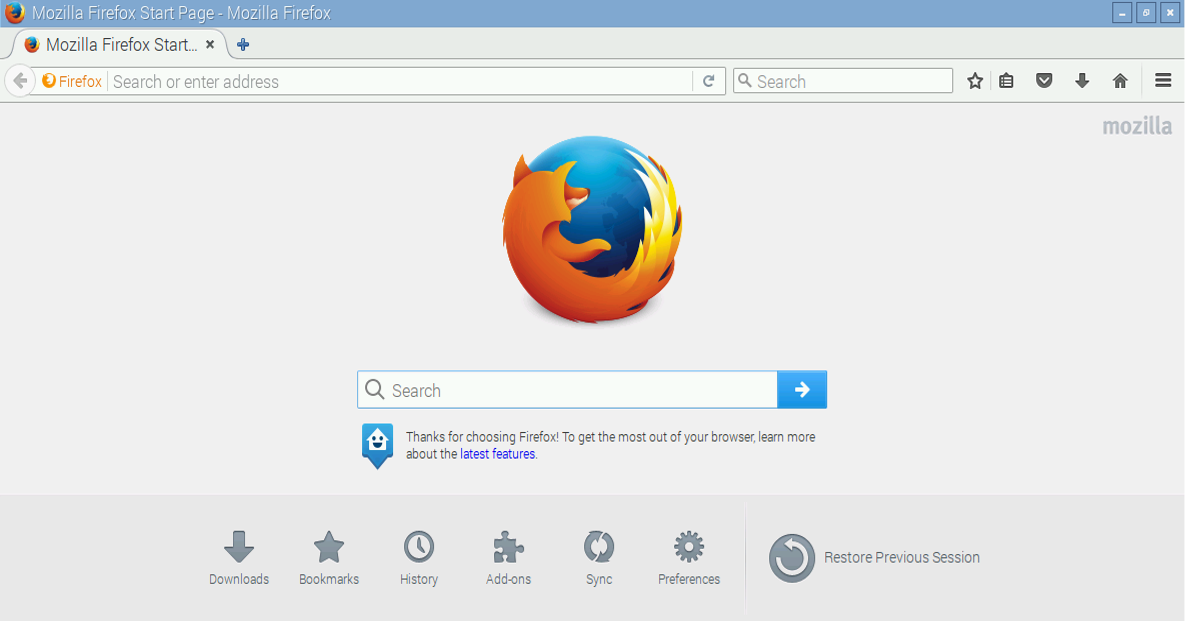 Mozilla Firefox Start Page - Mozilla Firefox
Mozilla Firefox Start...
Firefox Search or enter address
Search
mozilla
Search
Thanks for choosing Firefox! To get the most out of your browser, learn more
about the latest features.
Downloads
Bookmarks
History
Add-ons
Sync
Preferences
Restore Previous Session